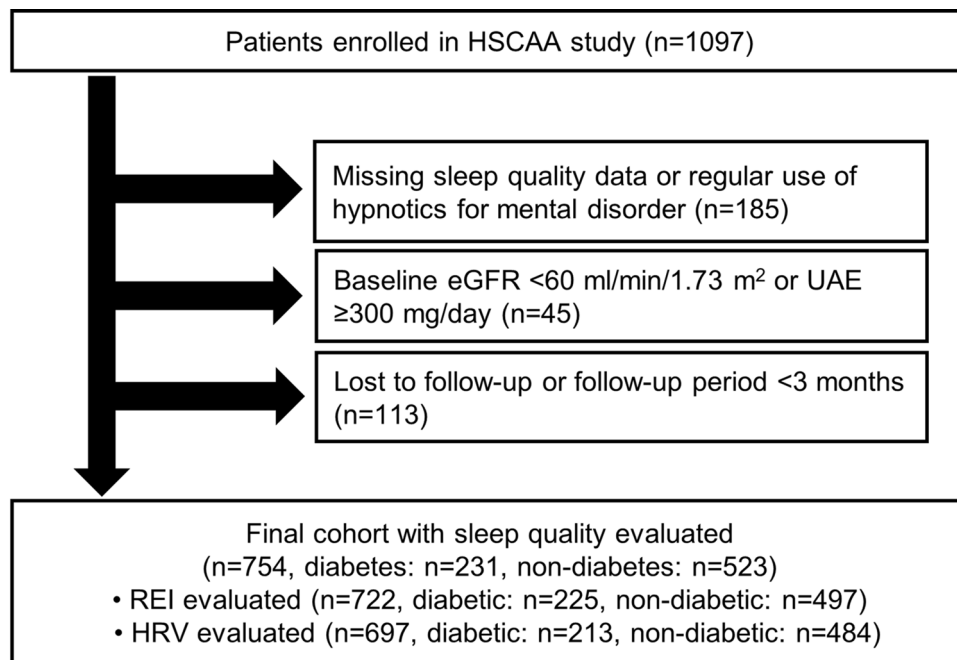 Patients enrolled in HSCAA study (n=1097)
Missing sleep quality data or regular use of
hypnotics for mental disorder (n=185)
Baseline eGFR <60 ml/min/1.73 m² or UAE
≥300 mg/day (n=45)
Lost to follow-up or follow-up period <3 months
(n=113)
Final cohort with sleep quality evaluated
(n=754, diabetes: n=231, non-diabetes: n=523)
• REI evaluated (n=722, diabetic: n=225, non-diabetic: n=497)
• HRV evaluated (n=697, diabetic: n=213, non-diabetic: n=484)